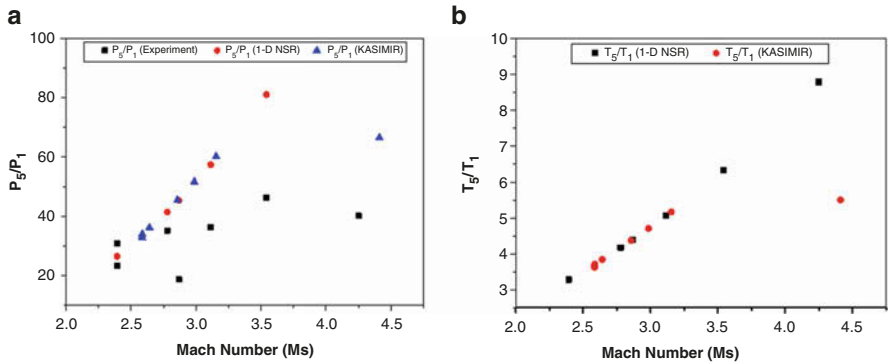 a
P5/P1 (Experiment) P5/P1 (1-D NSR) P5/P1 (KASIMIR)
100
80
60
40
20
P5/P1
2.0 2.5 3.0 3.5 4.0 4.5
Mach Number (Ms)
b
T5/T1 (1-D NSR) T5/T1 (KASIMIR)
10
9
8
7
6
5
4
3
T5/T1
2.0 2.5 3.0 3.5 4.0 4.5
Mach Number (Ms)